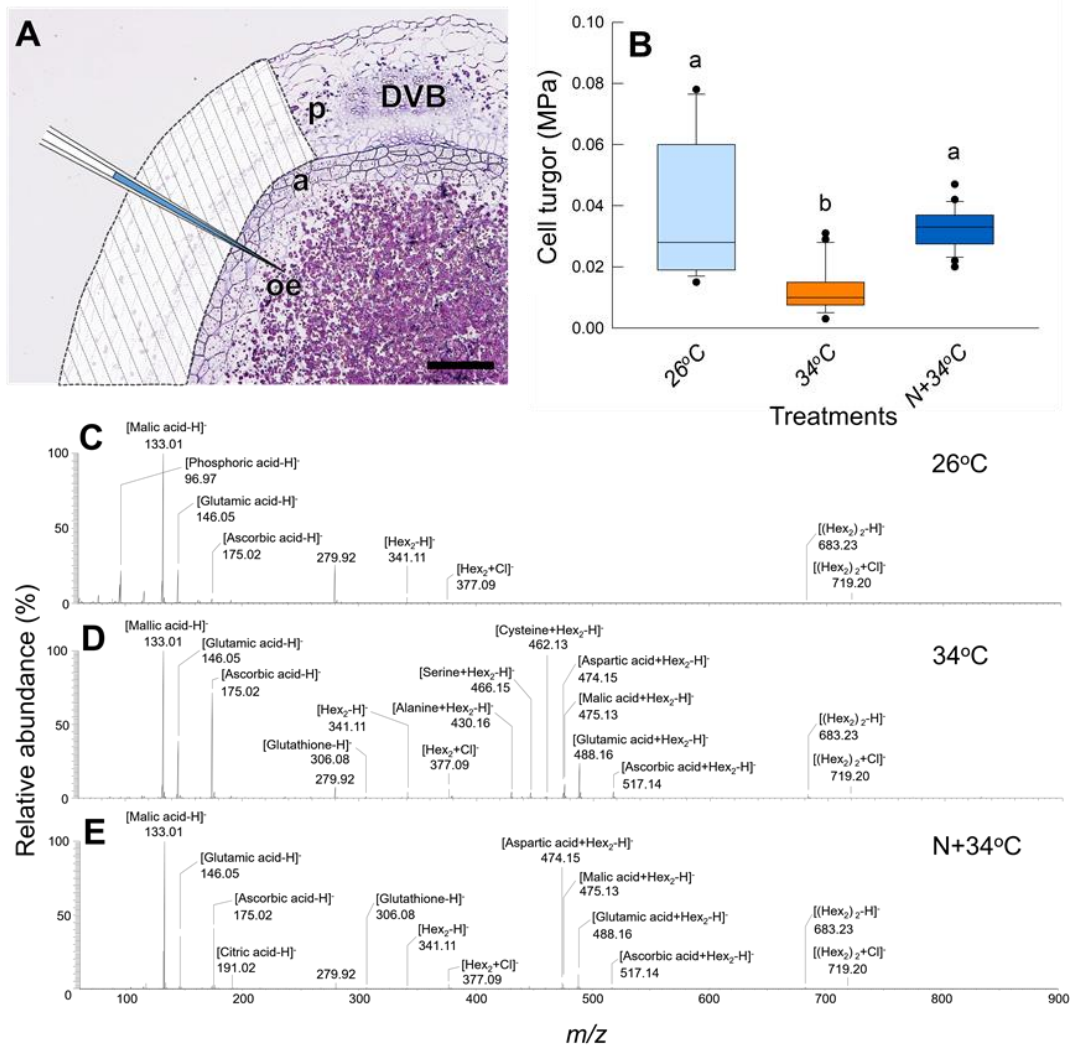 A
p
DVB
a
oe
B
Cell turgor (MPa)
0.10
0.08
0.06
0.04
0.02
0.00
a
b
a
26°C
34°C
N+34°C
Treatments
Relative abundance (%)
C
26°C
100
50
0
[Malic acid-H]-
133.01
[Phosphoric acid-H]-
96.97
[Glutamic acid-H]-
146.05
[Ascorbic acid-H]-
175.02
279.92
[Hex2-H]-
341.11
[Hex2+Cl]-
377.09
[(Hex2) 2-H]-
683.23
[(Hex2) 2+Cl]-
719.20
D
34°C
100
50
0
[Mallic acid-H]-
133.01
[Glutamic acid-H]-
146.05
[Ascorbic acid-H]-
175.02
[Hex2-H]-
341.11
[Glutathione-H]-
306.08
279.92
[Hex2+Cl]-
377.09
[Alanine+Hex2-H]-
430.16
[Serine+Hex2-H]-
466.15
[Cysteine+Hex2-H]-
462.13
[Aspartic acid+Hex2-H]-
474.15
[Malic acid+Hex2-H]-
475.13
[Glutamic acid+Hex2-H]-
488.16
[Ascorbic acid+Hex2-H]-
517.14
[(Hex2) 2-H]-
683.23
[(Hex2) 2+Cl]-
719.20
E
N+34°C
100
50
0
[Malic acid-H]-
133.01
[Glutamic acid-H]-
146.05
[Ascorbic acid-H]-
175.02
[Citric acid-H]-
191.02
279.92
[Glutathione-H]-
306.08
[Hex2-H]-
341.11
[Hex2+Cl]-
377.09
[Aspartic acid+Hex2-H]-
474.15
[Malic acid+Hex2-H]-
475.13
[Glutamic acid+Hex2-H]-
488.16
[Ascorbic acid+Hex2-H]-
517.14
[(Hex2) 2-H]-
683.23
[(Hex2) 2+Cl]-
719.20
100 200 300 400 500 600 700 800 900
m/z